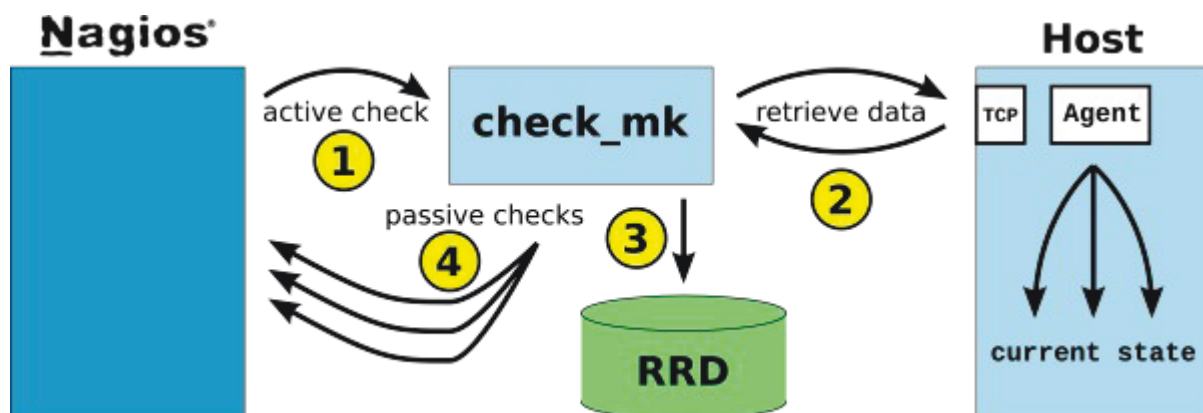 Nagios®
Host
active check
1
check_mk
retrieve data
2
TCP
Agent
passive checks
4
3
RRD
current state